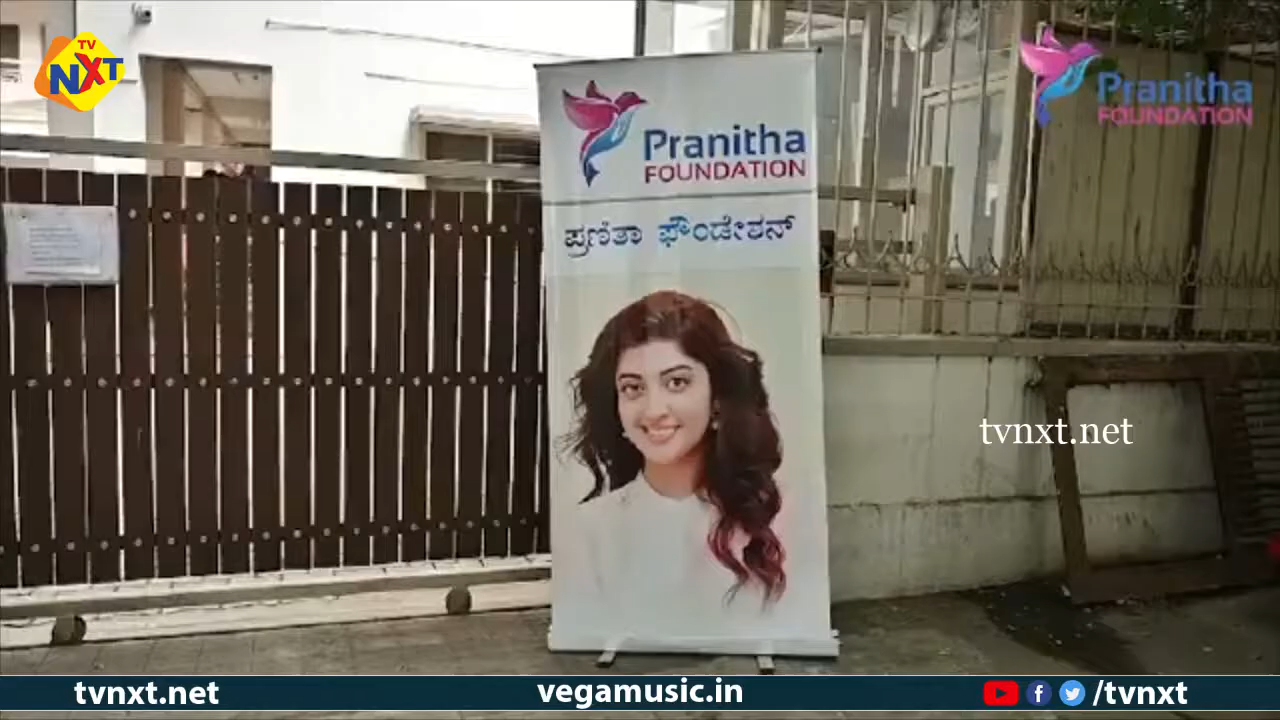 TV
NXT
Pranitha
FOUNDATION
Pranitha
FOUNDATION
ಪ್ರಣಿತಾ ಫೌಂಡೇಶನ್
tvnxt.net
tvnxt.net
vegamusic.in
/tvnxt